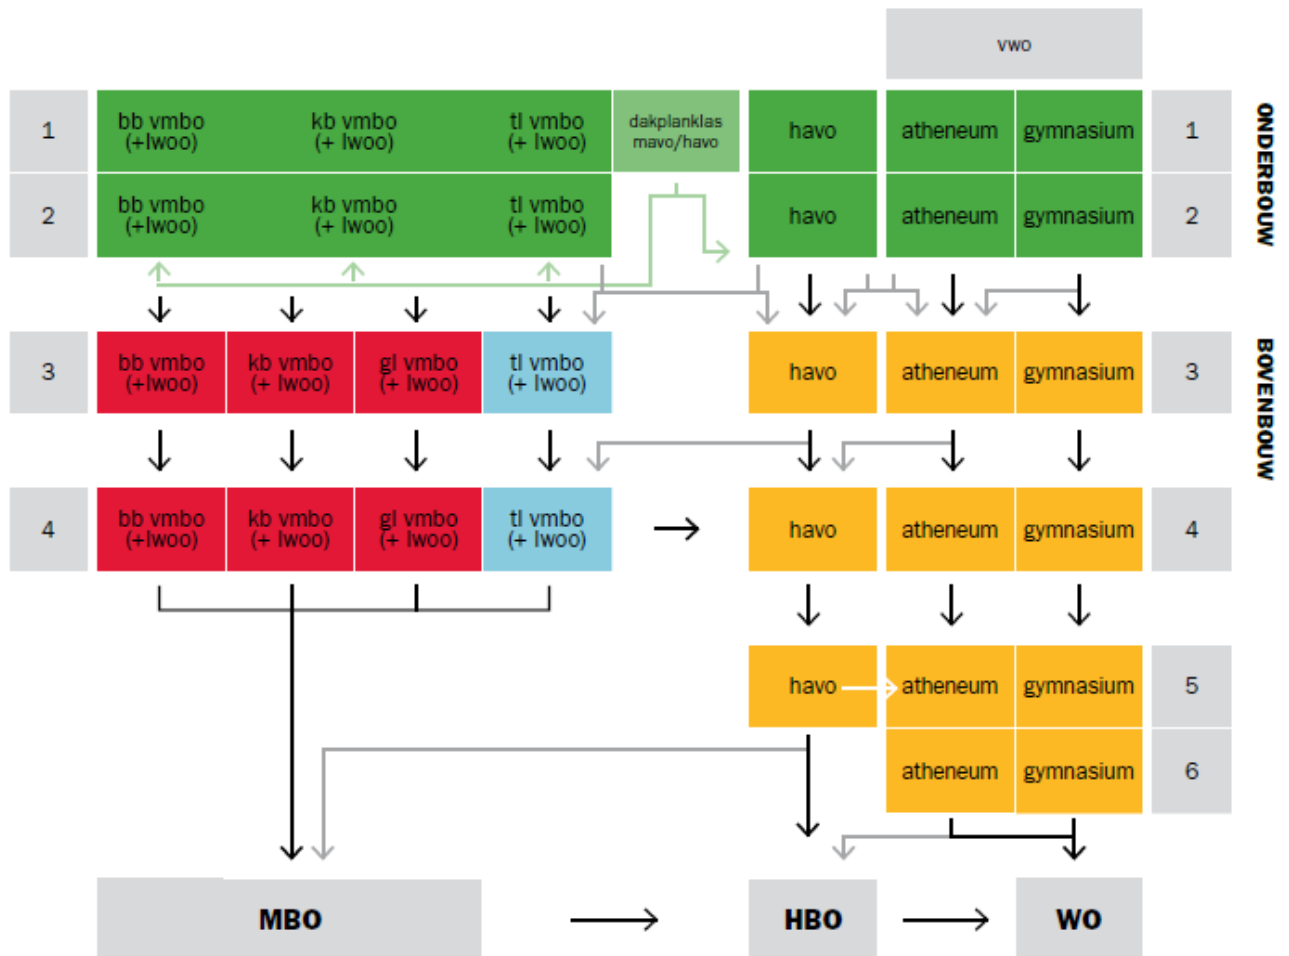 vwo
1
bb vmbo
(+lwoo)
kb vmbo
(+ lwoo)
tl vmbo
(+ lwoo)
dakplanklas
mavo/havo
havo
atheneum
gymnasium
1
ONDERBOUW
2
bb vmbo
(+lwoo)
kb vmbo
(+ lwoo)
tl vmbo
(+ lwoo)
havo
atheneum
gymnasium
2
3
bb vmbo
(+lwoo)
kb vmbo
(+ lwoo)
gl vmbo
(+ lwoo)
tl vmbo
(+ lwoo)
havo
atheneum
gymnasium
3
BOVENBOUW
4
bb vmbo
(+lwoo)
kb vmbo
(+ lwoo)
gl vmbo
(+ lwoo)
tl vmbo
(+ lwoo)
havo
atheneum
gymnasium
4
havo
atheneum
gymnasium
5
atheneum
gymnasium
6
MBO
HBO
WO